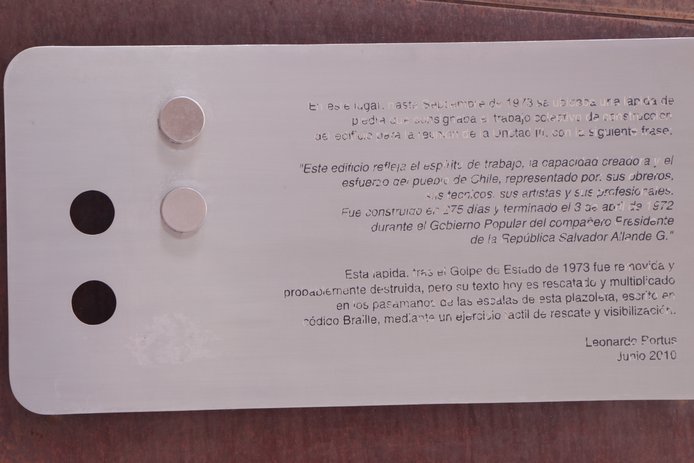 En este lugar, hasta Septiembre de 1973 se ubicaba una lápida de
piedra que consignaba el trabajo colectivo de construcción
del edificio para la reunión de la Unctad III, con la siguiente frase:
"Este edificio refleja el espíritu de trabajo, la capacidad creadora y el
esfuerzo del pueblo de Chile, representado por: sus obreros,
sus técnicos, sus artistas y sus profesionales.
Fue construido en 275 días y terminado el 3 de abril de 1972
durante el Gobierno Popular del compañero Presidente
de la República Salvador Allende G."
Esta lápida, tras el Golpe de Estado de 1973 fue removida y
probablemente destruida, pero su texto hoy es rescatado y multiplicado
en los pasamanos de las escalas de esta plazoleta, escrito en
códico Braille, mediante un ejercicio táctil de rescate y visibilización.
Leonardo Portus
Junio 2010